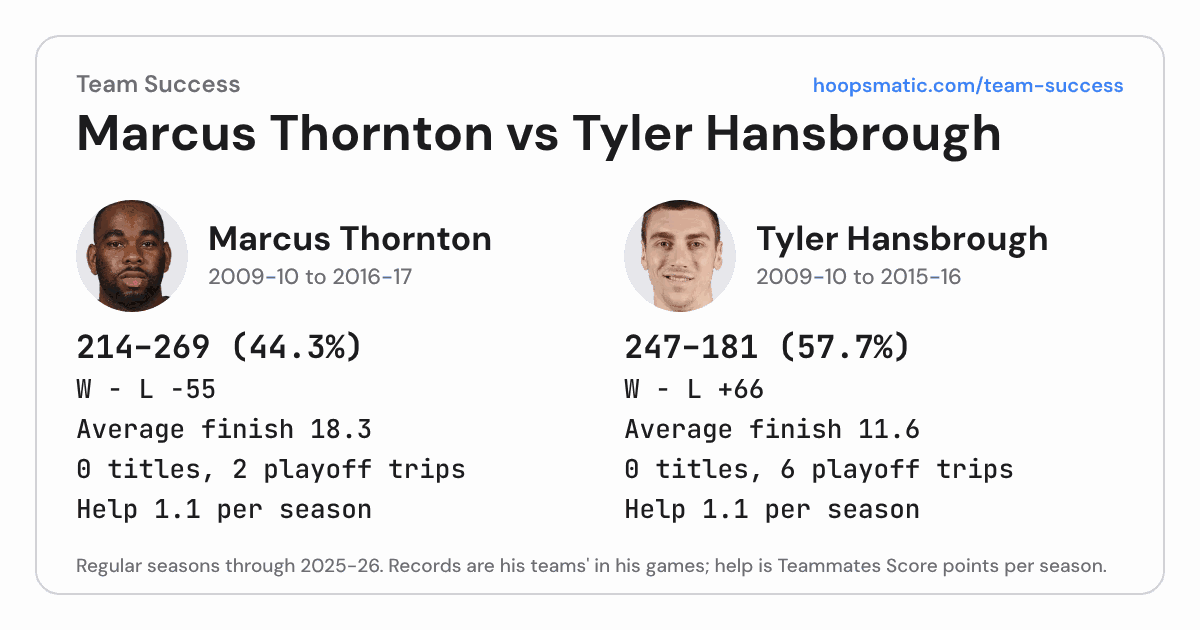 Team Success
hoopsmatic.com/team-success
Marcus Thornton vs Tyler Hansbrough
Marcus Thornton
2009-10 to 2016-17
214-269 (44.3%)
W - L -55
Average finish 18.3
0 titles, 2 playoff trips
Help 1.1 per season
Tyler Hansbrough
2009-10 to 2015-16
247-181 (57.7%)
W - L +66
Average finish 11.6
0 titles, 6 playoff trips
Help 1.1 per season
Regular seasons through 2025-26. Records are his teams' in his games; help is Teammates Score points per season.